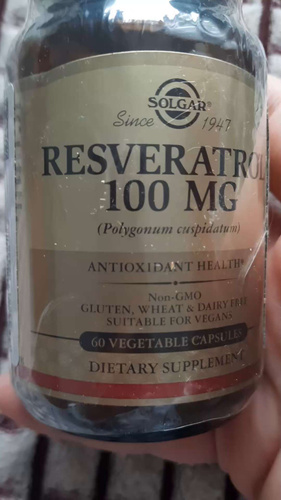 SOLGAR®
Since 1947
RESVERATROL
100 MG
(Polygonum cuspidatum)
ANTIOXIDANT HEALTH*
Non-GMO
GLUTEN, WHEAT & DAIRY FREE
SUITABLE FOR VEGANS
60 VEGETABLE CAPSULES
DIETARY SUPPLEMENT